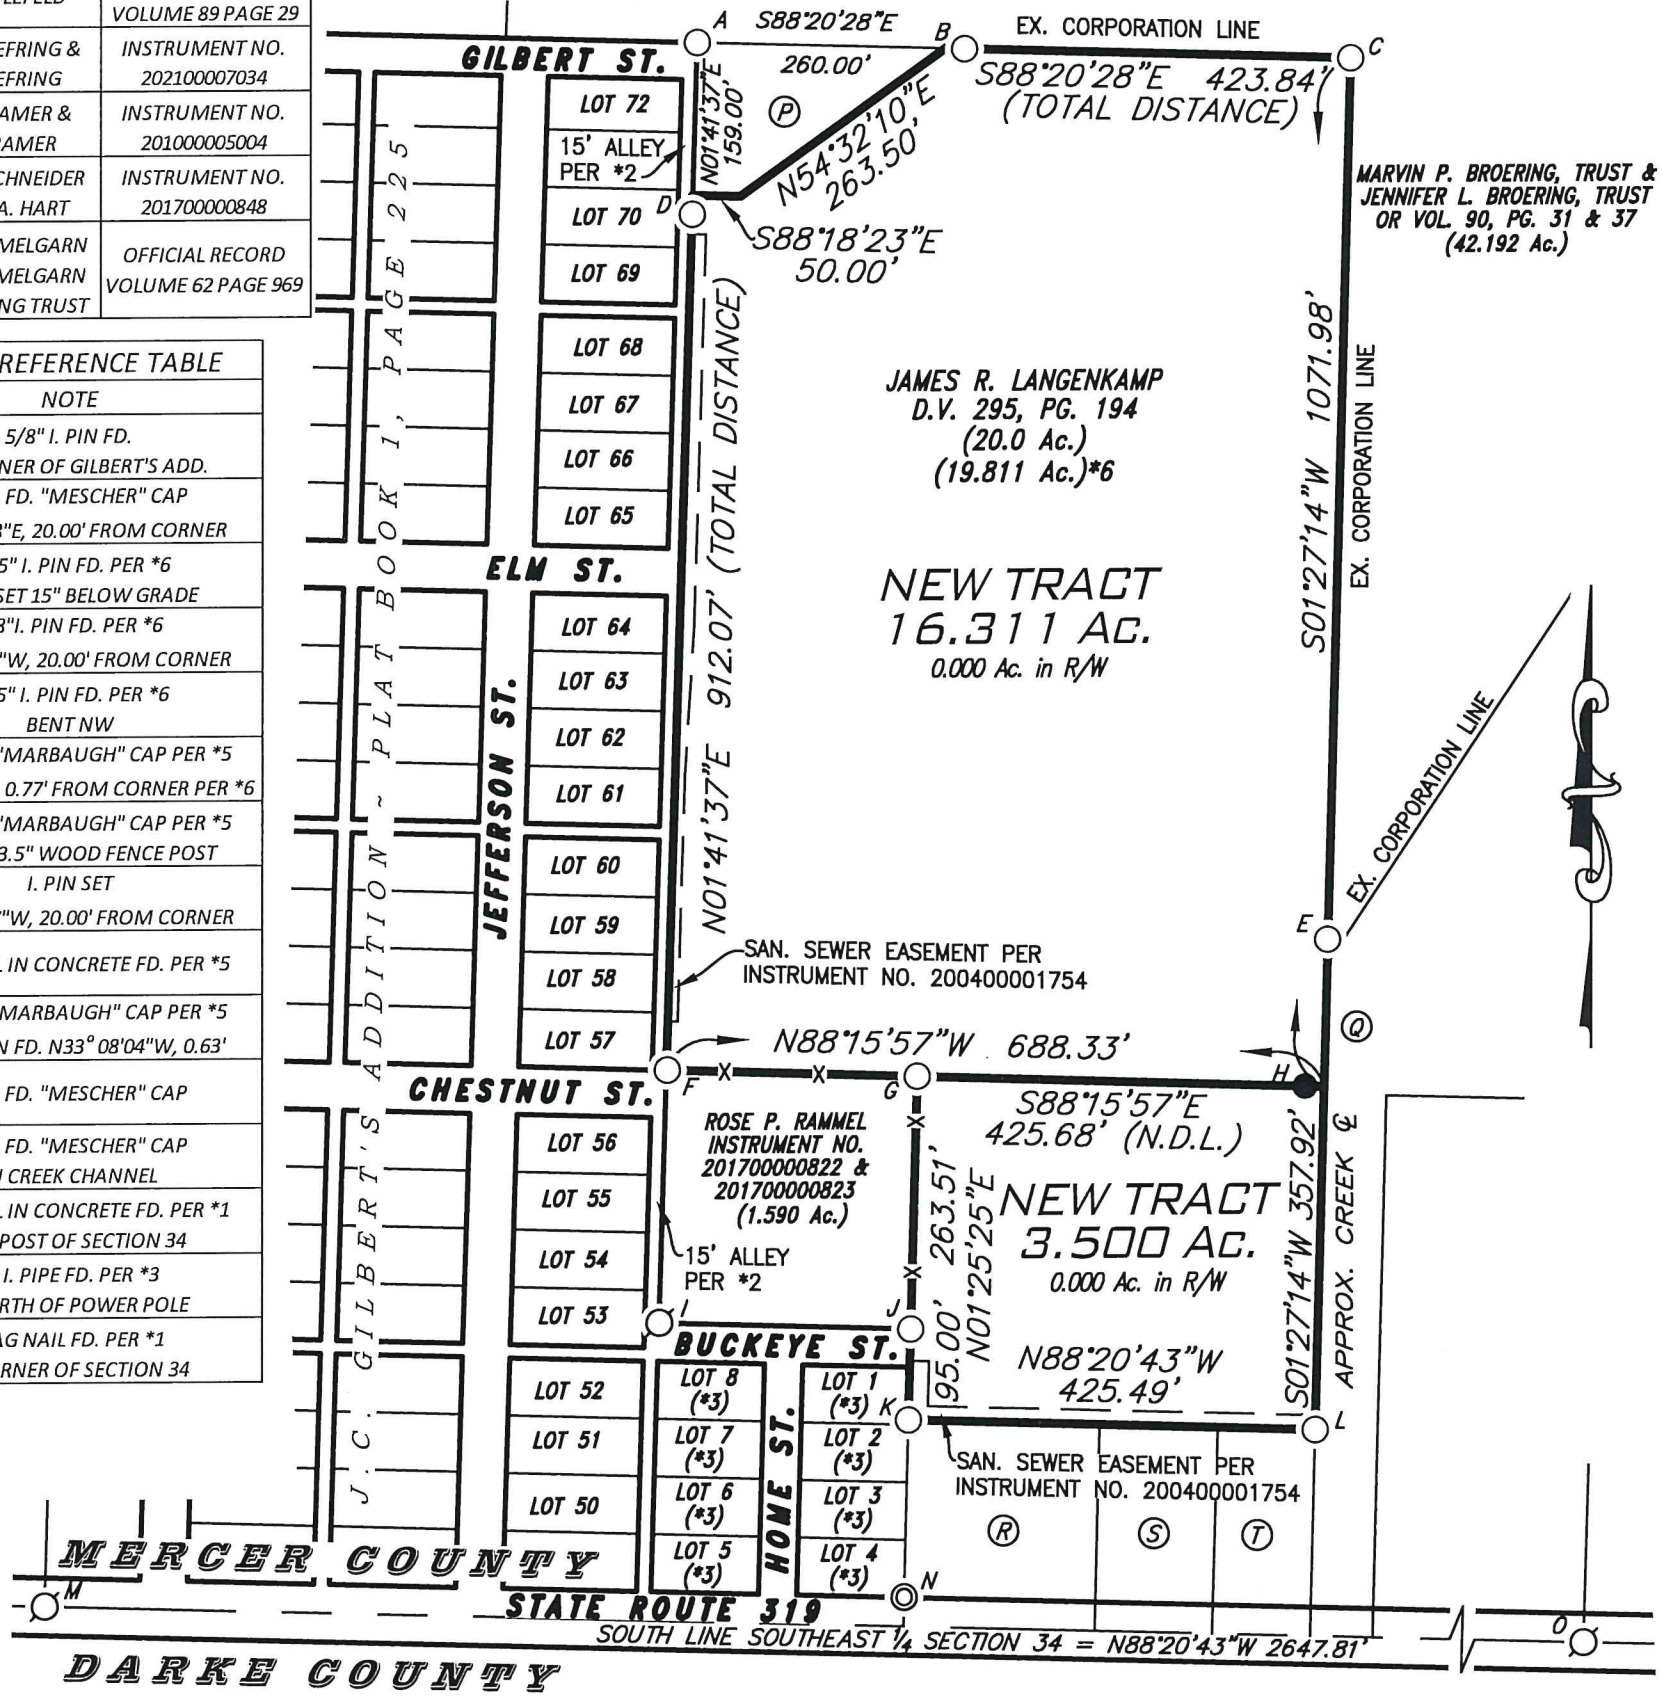 VOLUME 89 PAGE 29
EFRING & INSTRUMENT NO.
EFRING 202100007034
AMER & INSTRUMENT NO.
AMER 201000005004
CHNEIDER INSTRUMENT NO.
A. HART 201700000848
MELGARN OFFICIAL RECORD
MELGARN VOLUME 62 PAGE 969
NG TRUST
REFERENCE TABLE
NOTE
5/8" I. PIN FD.
NER OF GILBERT'S ADD.
FD. "MESCHER" CAP
"E, 20.00' FROM CORNER
5" I. PIN FD. PER *6
SET 15" BELOW GRADE
8"I. PIN FD. PER *6
"W, 20.00' FROM CORNER
5" I. PIN FD. PER *6
BENT NW
"MARBAUGH" CAP PER *5
0.77' FROM CORNER PER *6
"MARBAUGH" CAP PER *5
3.5" WOOD FENCE POST
I. PIN SET
"W, 20.00' FROM CORNER
IN CONCRETE FD. PER *5
MARBAUGH" CAP PER *5
N FD. N33°08'04"W, 0.63'
FD. "MESCHER" CAP
FD. "MESCHER" CAP
CREEK CHANNEL
IN CONCRETE FD. PER *1
POST OF SECTION 34
I. PIPE FD. PER *3
RTH OF POWER POLE
AG NAIL FD. PER *1
RNER OF SECTION 34
J.C. GILBERT'S ADDITION ~ PLAT BOOK 1, PAGE 225
GILBERT ST.
LOT 72
15' ALLEY
PER *2
LOT 70
LOT 69
LOT 68
LOT 67
LOT 66
LOT 65
ELM ST.
LOT 64
LOT 63
LOT 62
LOT 61
JEFFERSON ST.
LOT 60
LOT 59
LOT 58
LOT 57
CHESTNUT ST.
LOT 56
LOT 55
LOT 54
LOT 53
LOT 52
LOT 51
LOT 50
A
S88°20'28"E
260.00'
B
EX. CORPORATION LINE
C
S88°20'28"E 423.84'
(TOTAL DISTANCE)
N01°41'37"E
159.00'
P
N54°32'10"E
263.50'
D
S88°18'23"E
50.00'
N01°41'37"E 912.07' (TOTAL DISTANCE)
MARVIN P. BROERING, TRUST &
JENNIFER L. BROERING, TRUST
OR VOL. 90, PG. 31 & 37
(42.192 Ac.)
JAMES R. LANGENKAMP
D.V. 295, PG. 194
(20.0 Ac.)
(19.811 Ac.)*6
NEW TRACT
16.311 AC.
0.000 Ac. in R/W
S01°27'14"W 1071.98'
EX. CORPORATION LINE
EX. CORPORATION LINE
E
SAN. SEWER EASEMENT PER
INSTRUMENT NO. 200400001754
N88°15'57"W 688.33'
Q
F
G
H
X
X
X
X
S88°15'57"E
425.68' (N.D.L.)
ROSE P. RAMMEL
INSTRUMENT NO.
201700000822 &
201700000823
(1.590 Ac.)
15' ALLEY
PER *2
263.51'
95.00'
N01°25'25"E
NEW TRACT
3.500 AC.
0.000 Ac. in R/W
S01°27'14"W 357.92'
APPROX. CREEK ℄
I
J
BUCKEYE ST.
N88°20'43"W
425.49'
K
L
LOT 8
(*3)
LOT 7
(*3)
LOT 6
(*3)
LOT 5
(*3)
HOME ST.
LOT 1
(*3)
LOT 2
(*3)
LOT 3
(*3)
LOT 4
(*3)
SAN. SEWER EASEMENT PER
INSTRUMENT NO. 200400001754
R
S
T
MERCER COUNTY
M
N
O
STATE ROUTE 319
SOUTH LINE SOUTHEAST 1/4 SECTION 34 = N88°20'43"W 2647.81'
DARKE COUNTY